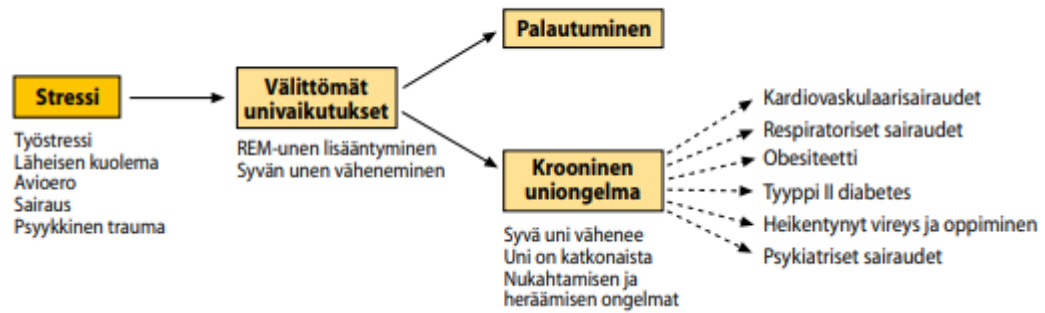 Stressi
Työstressi
Läheisen kuolema
Avioero
Sairaus
Psyykkinen trauma
Välittömät
univaikutukset
REM-unen lisääntyminen
Syvän unen väheneminen
Palautuminen
Krooninen
uniongelma
Syvä uni vähenee
Uni on katkonaista
Nukahtamisen ja
heräämisen ongelmat
Kardiovaskulaarisairaudet
Respiratoriset sairaudet
Obesiteetti
Tyyppi II diabetes
Heikentynyt vireys ja oppiminen
Psykiatriset sairaudet